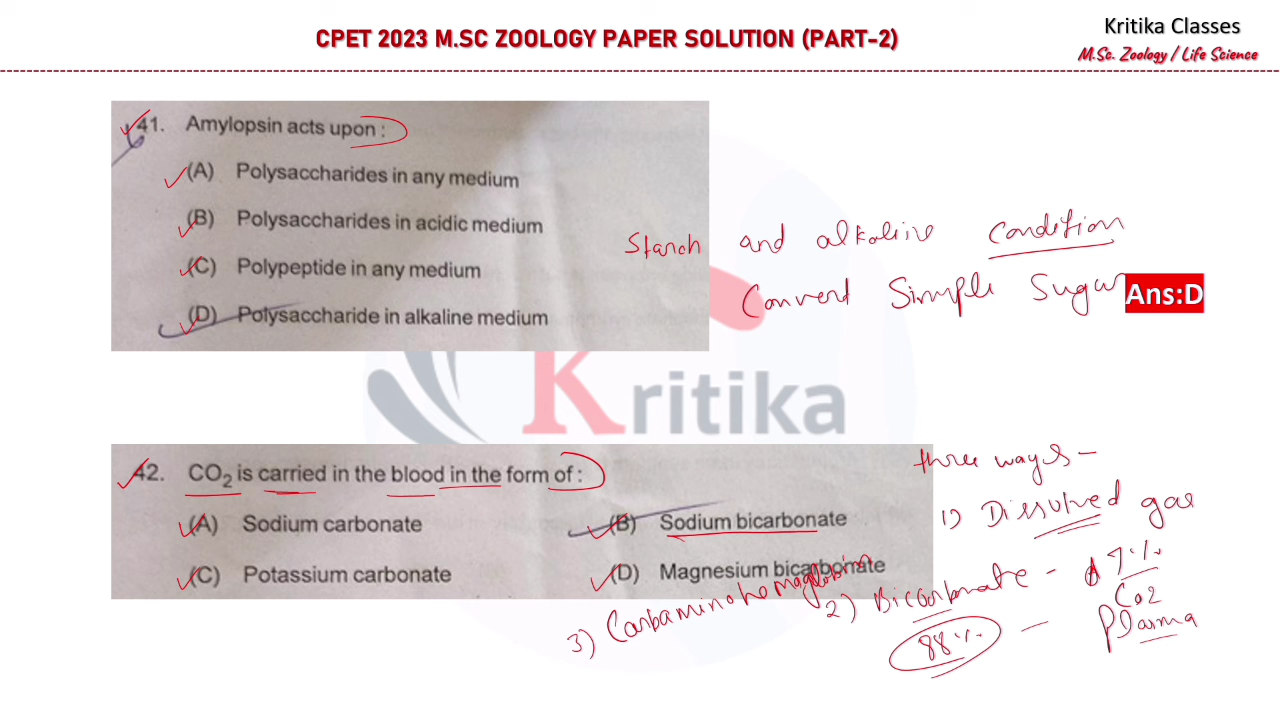 CPET 2023 M.SC ZOOLOGY PAPER SOLUTION (PART-2)
Kritika Classes
M.Sc. Zoology / Life Science
41. Amylopsin acts upon :
(A) Polysaccharides in any medium
(B) Polysaccharides in acidic medium
(C) Polypeptide in any medium
(D) Polysaccharide in alkaline medium
Starch and alkaline condition
Convert Simple Sugar
Ans:D
Kritika
42. CO2 is carried in the blood in the form of :
(A) Sodium carbonate (B) Sodium bicarbonate
(C) Potassium carbonate (D) Magnesium bicarbonate
three ways -
1) Dissolved gas
7% CO2
2) Bicarbonate -
88% - Plasma
3) Carbaminohemaglobin